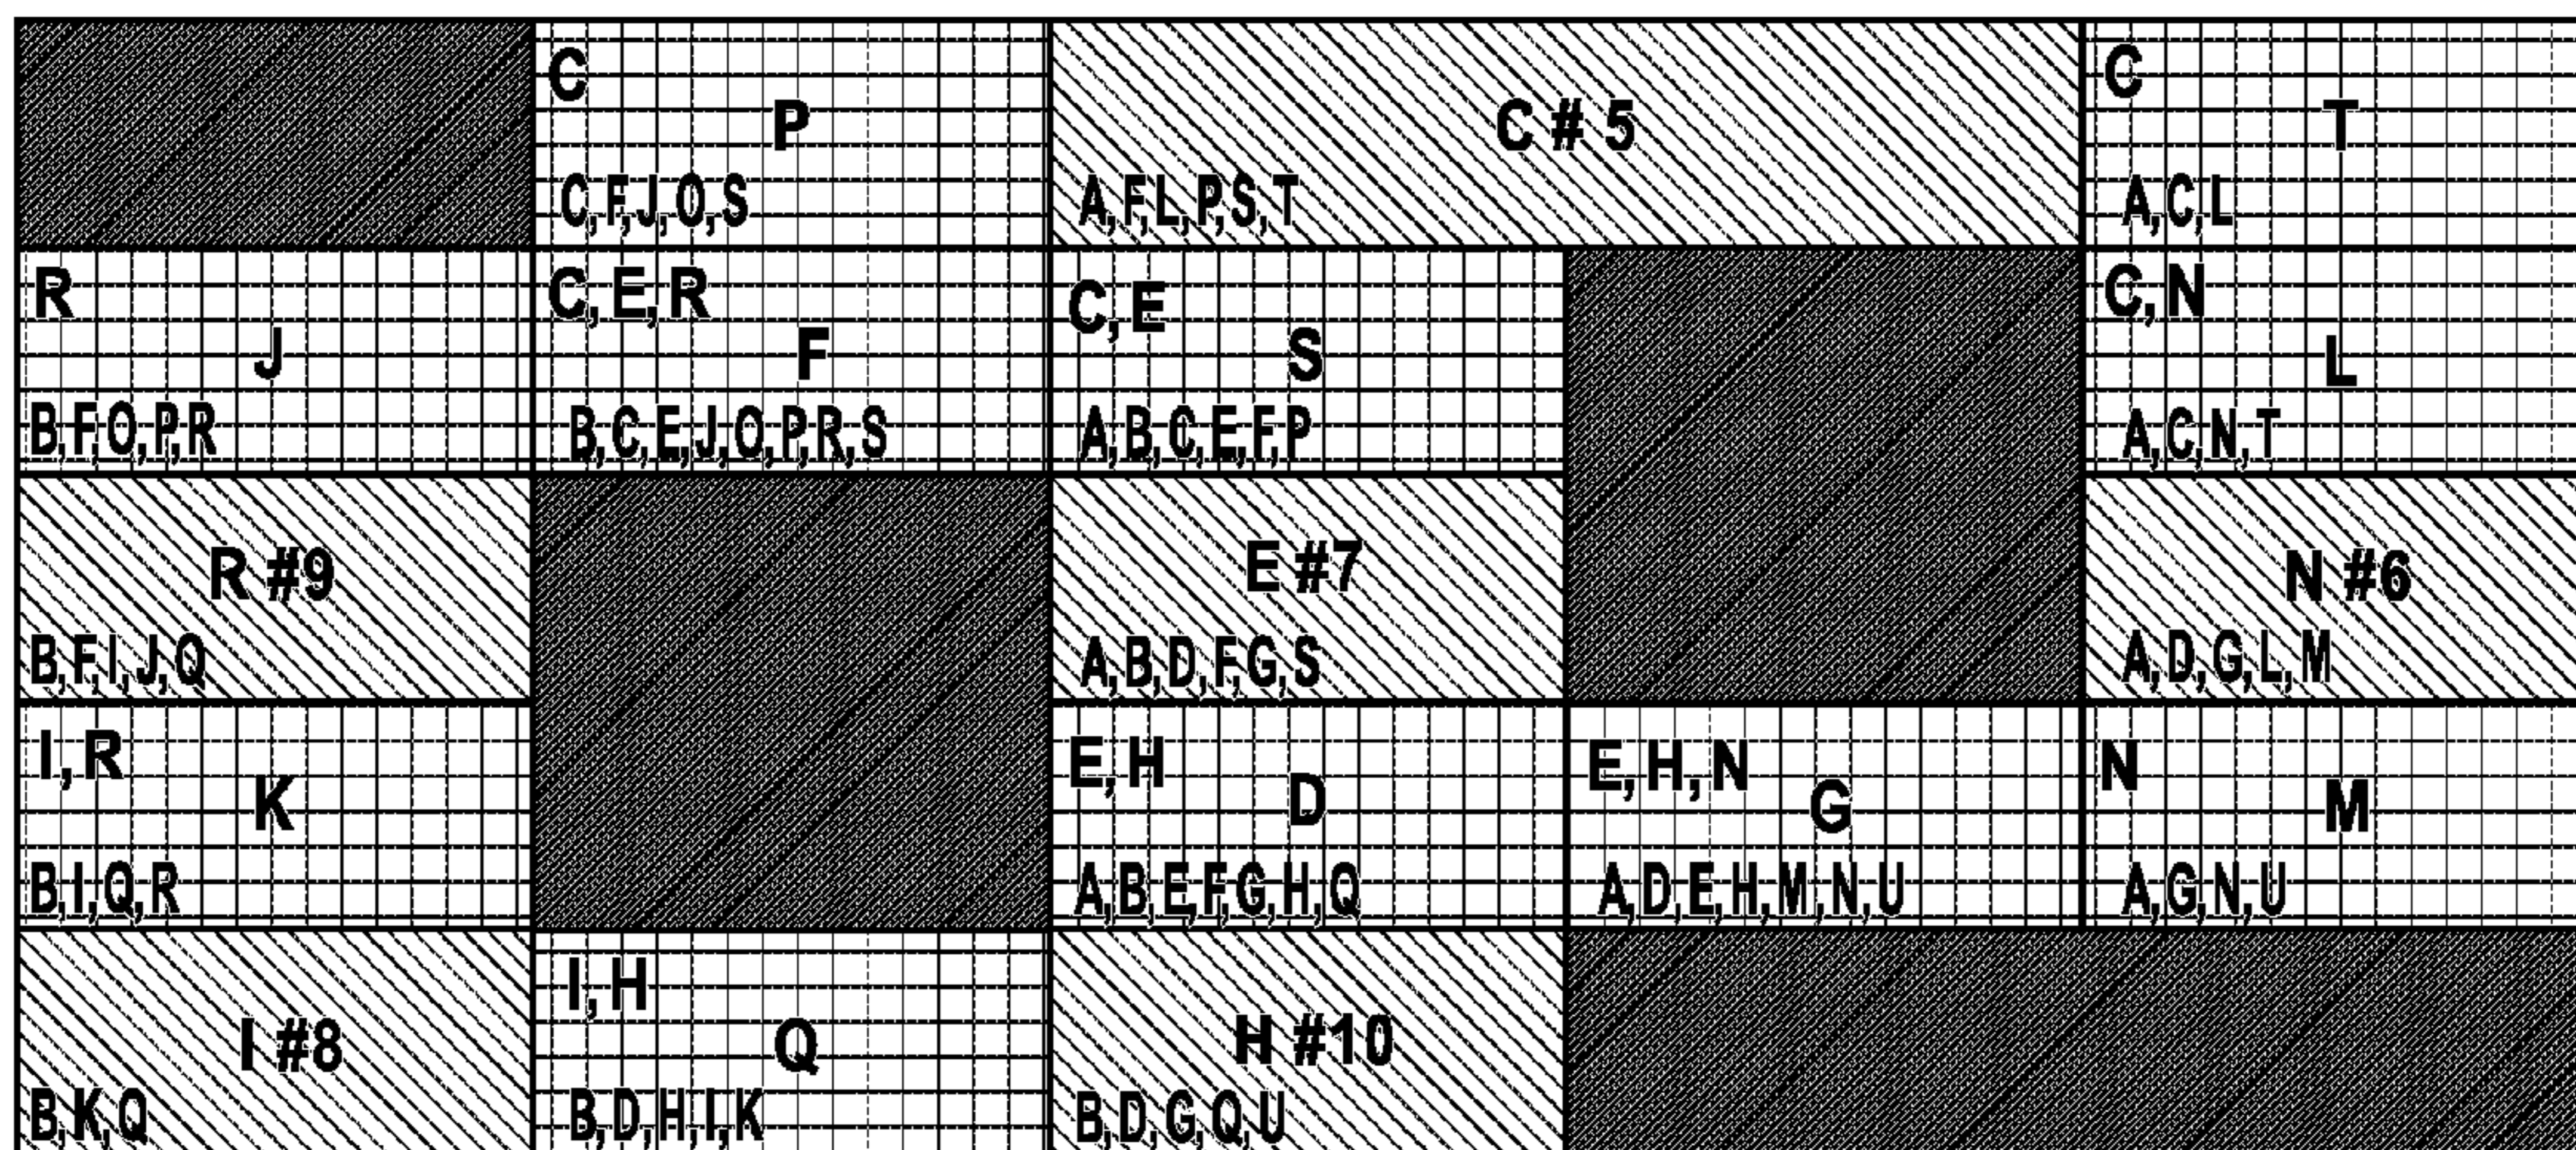 C
P
C,F,J,O,S
C # 5
A,F,L,P,S,T
C
T
A,C,L
R
J
B,F,O,P,R
C,E,R
F
B,C,E,J,O,P,R,S
C,E
S
A,B,C,E,F,P
C,N
L
A,C,N,T
R #9
B,F,I,J,Q
E #7
A,B,D,F,G,S
N #6
A,D,G,L,M
I,R
K
B,I,Q,R
E,H
D
A,B,E,F,G,H,Q
E,H,N
G
A,D,E,H,M,N,U
N
M
A,G,N,U
I #8
B,K,Q
I,H
Q
B,D,H,I,K
H #10
B,D,G,Q,U